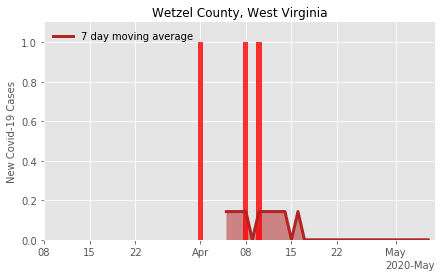 Wetzel County, West Virginia
7 day moving average
New Covid-19 Cases
1.0
0.8
0.6
0.4
0.2
0.0
08 15 22 Apr 08 15 22 May
2020-May